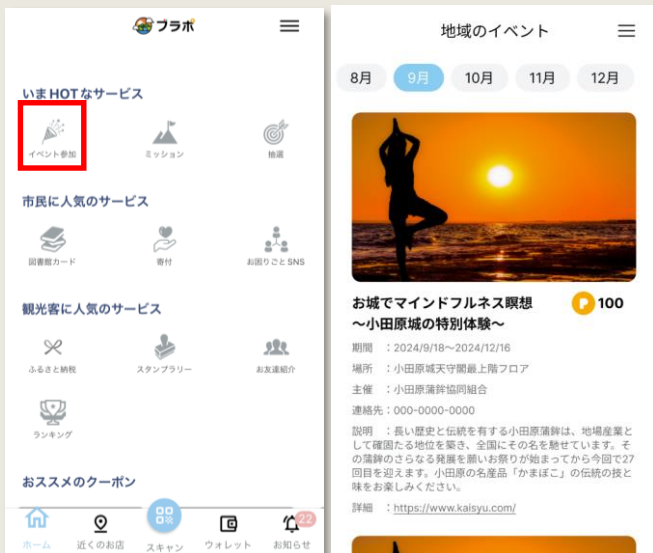 プラポ
いまHOTなサービス
イベント参加
ミッション
抽選
市民に人気のサービス
図書館カード
寄付
お困りごとSNS
観光客に人気のサービス
ふるさと納税
スタンプラリー
お友達紹介
ランキング
おススメのクーポン
22
ホーム
近くのお店
スキャン
ウォレット
お知らせ
地域のイベント
8月
9月
10月
11月
12月
お城でマインドフルネス瞑想
～小田原城の特別体験～
P 100
期間 ：2024/9/18～2024/12/16
場所 ：小田原城天守閣最上階フロア
主催 ：小田原蒲鉾協同組合
連絡先：000-0000-0000
説明 ：長い歴史と伝統を有する小田原蒲鉾は、地場産業と
して確固たる地位を築き、全国にその名を馳せています。そ
の蒲鉾のさらなる発展を願いお祭りが始まってから今回で27
回目を迎えます。小田原の名産品「かまぼこ」の伝統の技と
味をお楽しみください。
詳細 ：https://www.kaisyu.com/